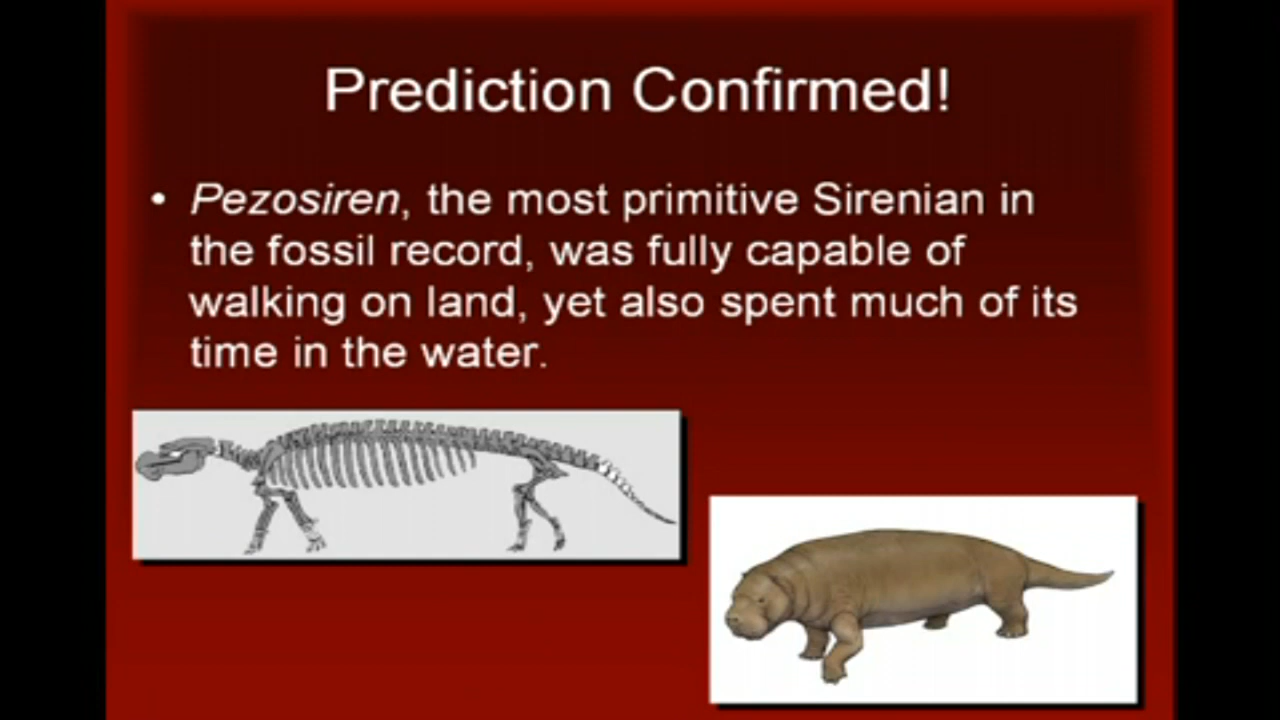 Prediction Confirmed!
• Pezosiren, the most primitive Sirenian in
the fossil record, was fully capable of
walking on land, yet also spent much of its
time in the water.